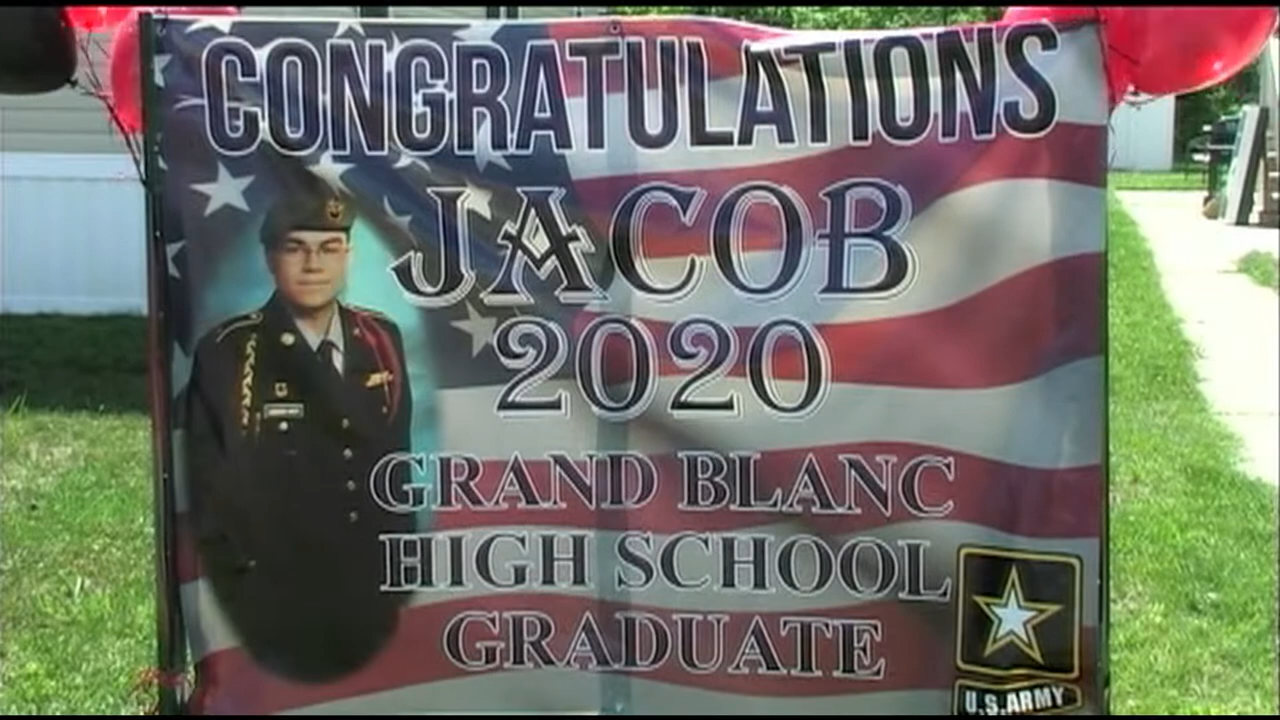 CONGRATULATIONS
JACOB
2020
GRAND BLANC
HIGH SCHOOL
GRADUATE
U.S.ARMY